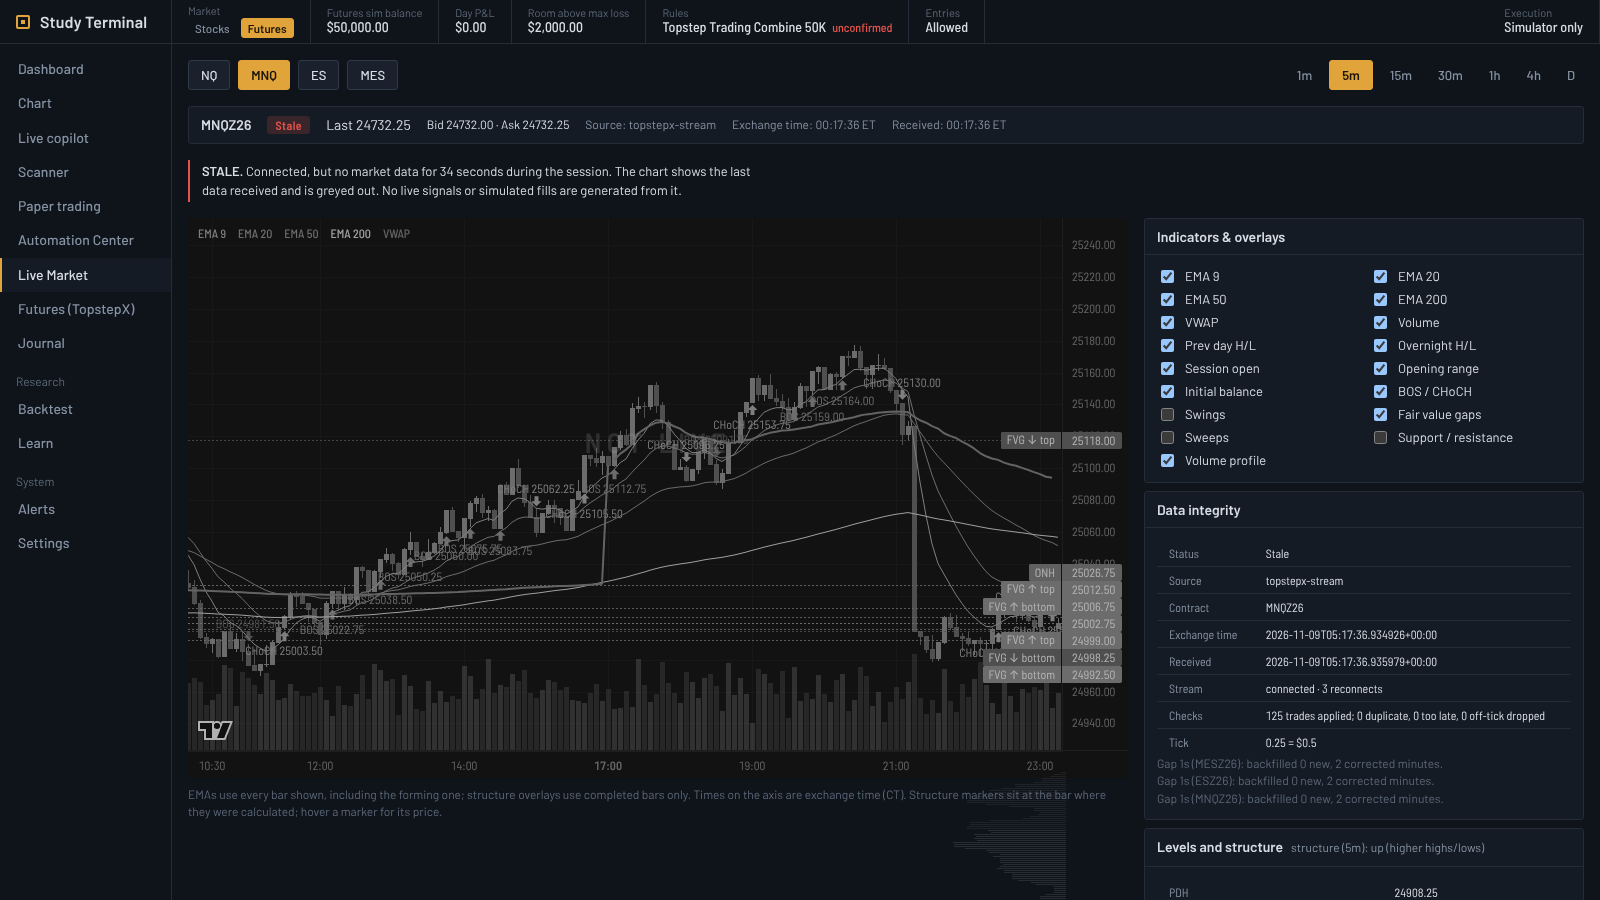 Study Terminal
Market
Stocks Futures
Futures sim balance
$50,000.00
Day P&L
$0.00
Room above max loss
$2,000.00
Rules
Topstep Trading Combine 50K unconfirmed
Entries
Allowed
Execution
Simulator only
Dashboard
Chart
Live copilot
Scanner
Paper trading
Automation Center
Live Market
Futures (TopstepX)
Journal
Research
Backtest
Learn
System
Alerts
Settings
NQ MNQ ES MES
1m 5m 15m 30m 1h 4h D
MNQZ26 Stale Last 24732.25 Bid 24732.00 · Ask 24732.25 Source: topstepx-stream Exchange time: 00:17:36 ET Received: 00:17:36 ET
STALE. Connected, but no market data for 34 seconds during the session. The chart shows the last
data received and is greyed out. No live signals or simulated fills are generated from it.
EMA 9 EMA 20 EMA 50 EMA 200 VWAP
25240.00
25220.00
25200.00
25180.00
25160.00
25140.00
FVG ↓ top 25118.00
25100.00
25080.00
25060.00
ONH 25026.75
FVG ↑ top 25012.50
FVG ↑ bottom 25006.75
25002.75
FVG ↑ top 24999.00
FVG ↓ bottom 24998.25
FVG ↑ bottom 24992.50
24960.00
24940.00
CHoCH 25130.00
BOS 25164.00
BOS 25159.00
CHoCH 25153.75
CHoCH 25062.25
BOS 25112.75
CHoCH 25105.50
BOS 25083.75
BOS 25050.25
BOS 25038.50
BOS 25022.75
CHoCH 25003.50
10:30 12:00 14:00 17:00 19:00 21:00 23:00
EMAs use every bar shown, including the forming one; structure overlays use completed bars only. Times on the axis are exchange time (CT). Structure markers sit at the bar where
they were calculated; hover a marker for its price.
Indicators & overlays
EMA 9 EMA 20
EMA 50 EMA 200
VWAP Volume
Prev day H/L Overnight H/L
Session open Opening range
Initial balance BOS / CHoCH
Swings Fair value gaps
Sweeps Support / resistance
Volume profile
Data integrity
Status Stale
Source topstepx-stream
Contract MNQZ26
Exchange time 2026-11-09T05:17:36.934926+00:00
Received 2026-11-09T05:17:36.935979+00:00
Stream connected · 3 reconnects
Checks 125 trades applied; 0 duplicate, 0 too late, 0 off-tick dropped
Tick 0.25 = $0.5
Gap 1s (MESZ26): backfilled 0 new, 2 corrected minutes.
Gap 1s (ESZ26): backfilled 0 new, 2 corrected minutes.
Gap 1s (MNQZ26): backfilled 0 new, 2 corrected minutes.
Levels and structure structure (5m): up (higher highs/lows)
PDH 24908.25